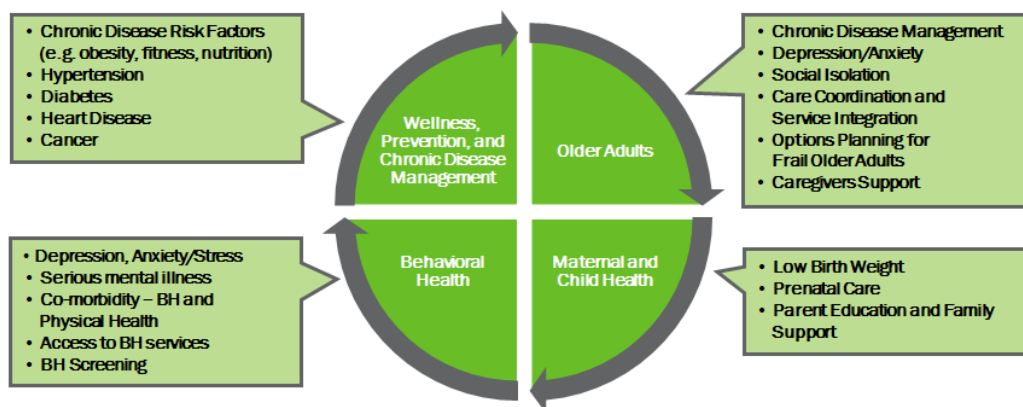 • Chronic Disease Risk Factors
(e.g. obesity, fitness, nutrition)
• Hypertension
• Diabetes
• Heart Disease
• Cancer
Wellness,
Prevention, and
Chronic Disease
Management
Older Adults
• Chronic Disease Management
• Depression/Anxiety
• Social Isolation
• Care Coordination and
Service Integration
• Options Planning for
Frail Older Adults
• Caregivers Support
• Depression, Anxiety/Stress
• Serious mental illness
• Co-morbidity – BH and
Physical Health
• Access to BH services
• BH Screening
Behavioral
Health
Maternal and
Child Health
• Low Birth Weight
• Prenatal Care
• Parent Education and Family
Support